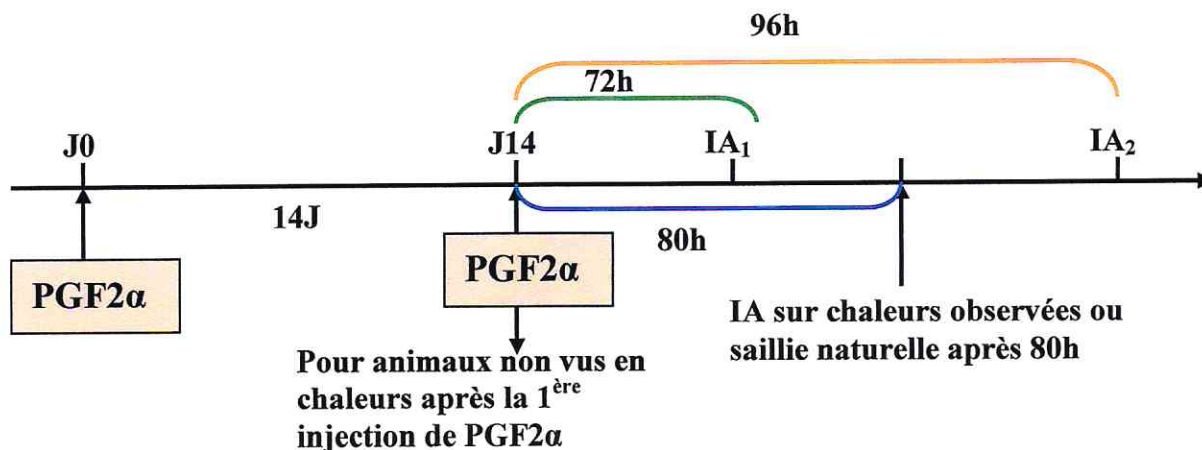 96h
72h
J0
J14
IA₁
IA₂
14J
80h
PGF2α
PGF2α
IA sur chaleurs observées ou
saillie naturelle après 80h
Pour animaux non vus en
chaleurs après la 1ère
injection de PGF2α